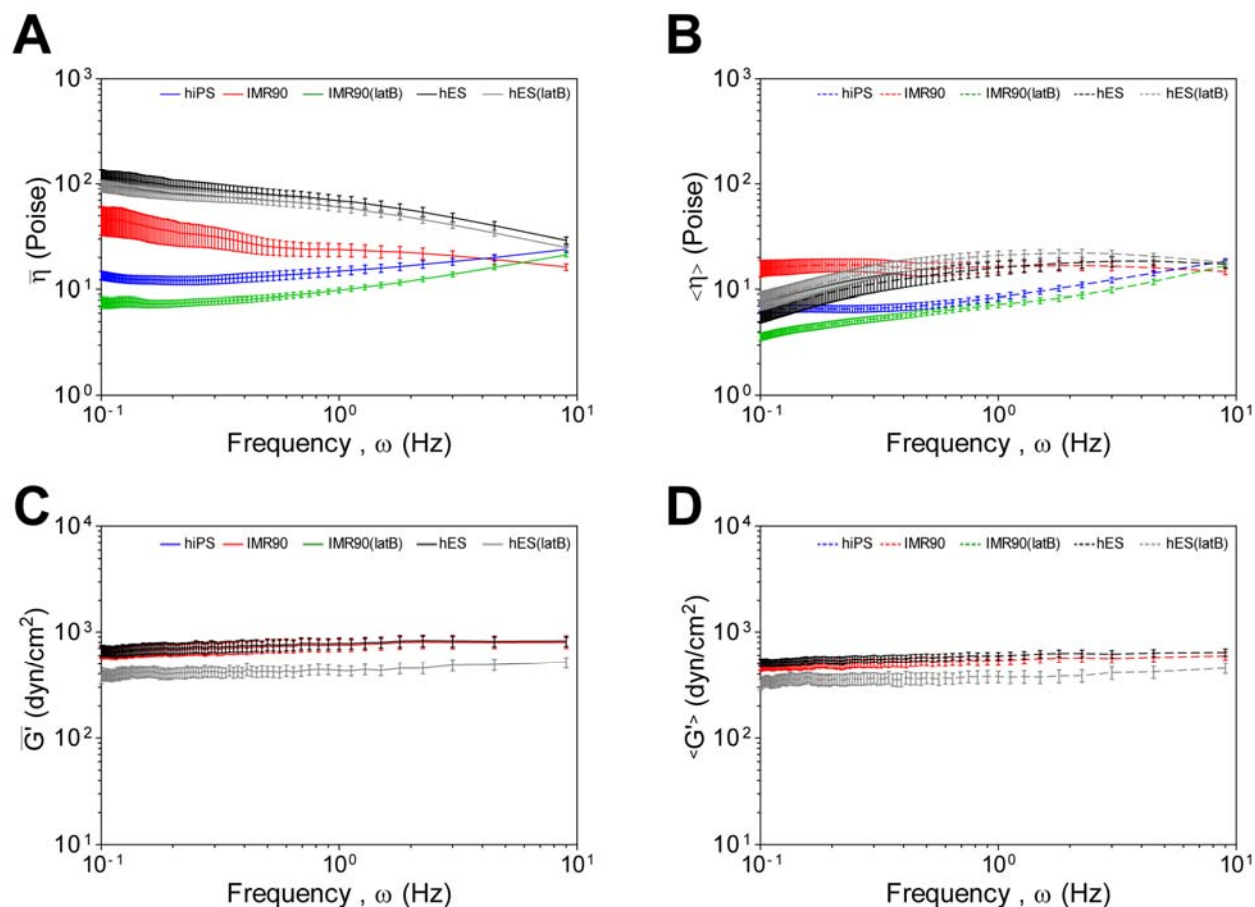 A
10³ 10² 10¹ 10⁰
η̅ (Poise)
hiPS IMR90 IMR90(latB) hES hES(latB)
10⁻¹ 10⁰ 10¹
Frequency , ω (Hz)
B
10³ 10² 10¹ 10⁰
<η> (Poise)
hiPS IMR90 IMR90(latB) hES hES(latB)
10⁻¹ 10⁰ 10¹
Frequency , ω (Hz)
C
10⁴ 10³ 10² 10¹
G̅' (dyn/cm²)
hiPS IMR90 IMR90(latB) hES hES(latB)
10⁻¹ 10⁰ 10¹
Frequency , ω (Hz)
D
10⁴ 10³ 10² 10¹
<G'> (dyn/cm²)
hiPS IMR90 IMR90(latB) hES hES(latB)
10⁻¹ 10⁰ 10¹
Frequency , ω (Hz)